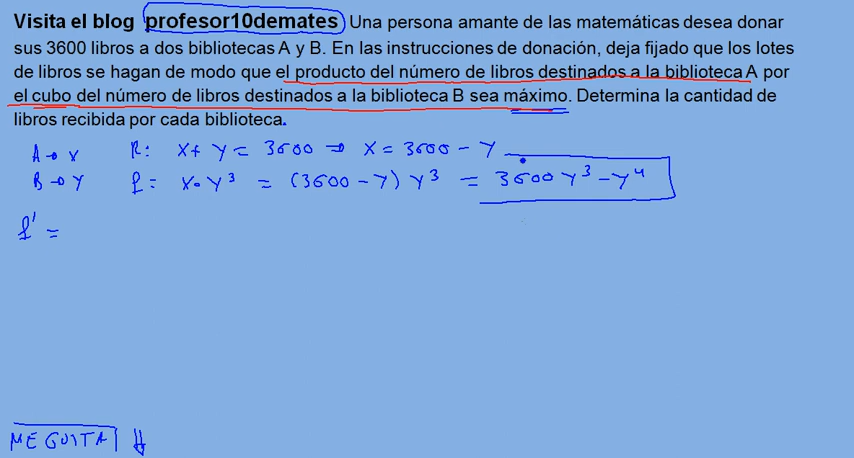 Visita el blog profesor10demates Una persona amante de las matemáticas desea donar
sus 3600 libros a dos bibliotecas A y B. En las instrucciones de donación, deja fijado que los lotes
de libros se hagan de modo que el producto del número de libros destinados a la biblioteca A por
el cubo del número de libros destinados a la biblioteca B sea máximo. Determina la cantidad de
libros recibida por cada biblioteca.
A → x R: x + y = 3600 ⇒ x = 3600 - y
B → y f = x · y³ = (3600 - y) y³ = 3600 y³ - y⁴
f' =
ME GUSTA